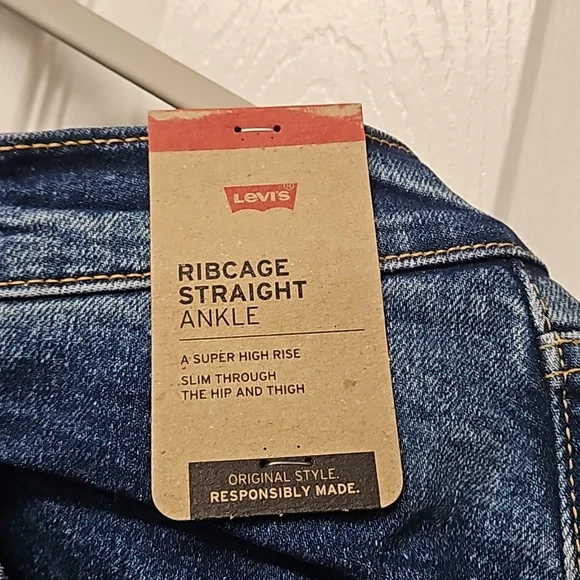 Levi's®
RIBCAGE
STRAIGHT
ANKLE
A SUPER HIGH RISE
SLIM THROUGH
THE HIP AND THIGH
ORIGINAL STYLE.
RESPONSIBLY MADE.